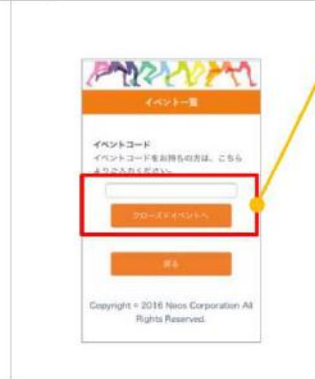 イベント一覧
イベントコード
イベントコードをお持ちの方は、こちら
よりご入力ください。
クローズドイベントへ
戻る
Copyright © 2016 Neos Corporation All
Rights Reserved.